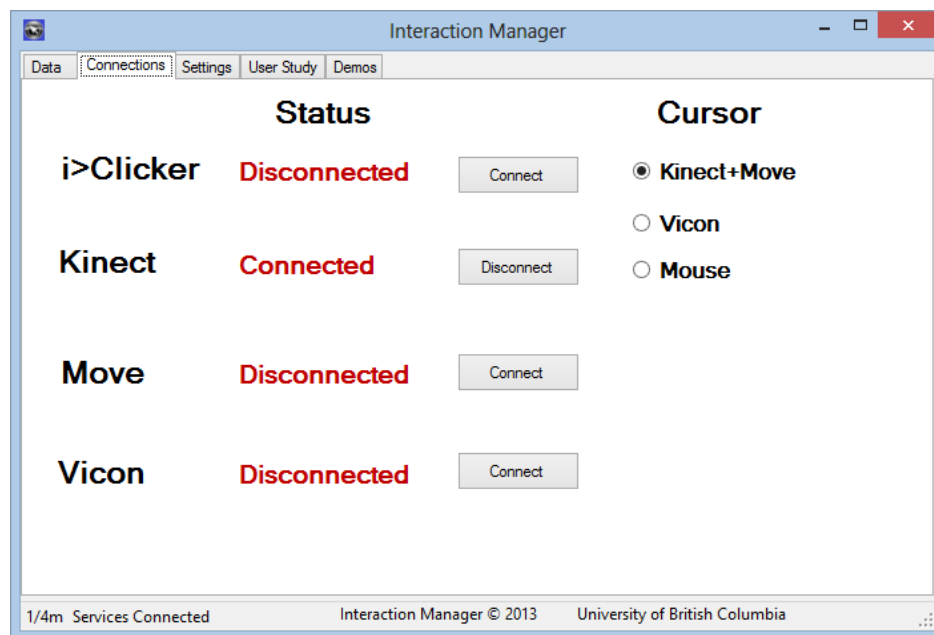 Interaction Manager
Data Connections Settings User Study Demos
Status Cursor
i>Clicker Disconnected Connect Kinect+Move
Vicon
Kinect Connected Disconnect Mouse
Move Disconnected Connect
Vicon Disconnected Connect
1/4m Services Connected Interaction Manager © 2013 University of British Columbia